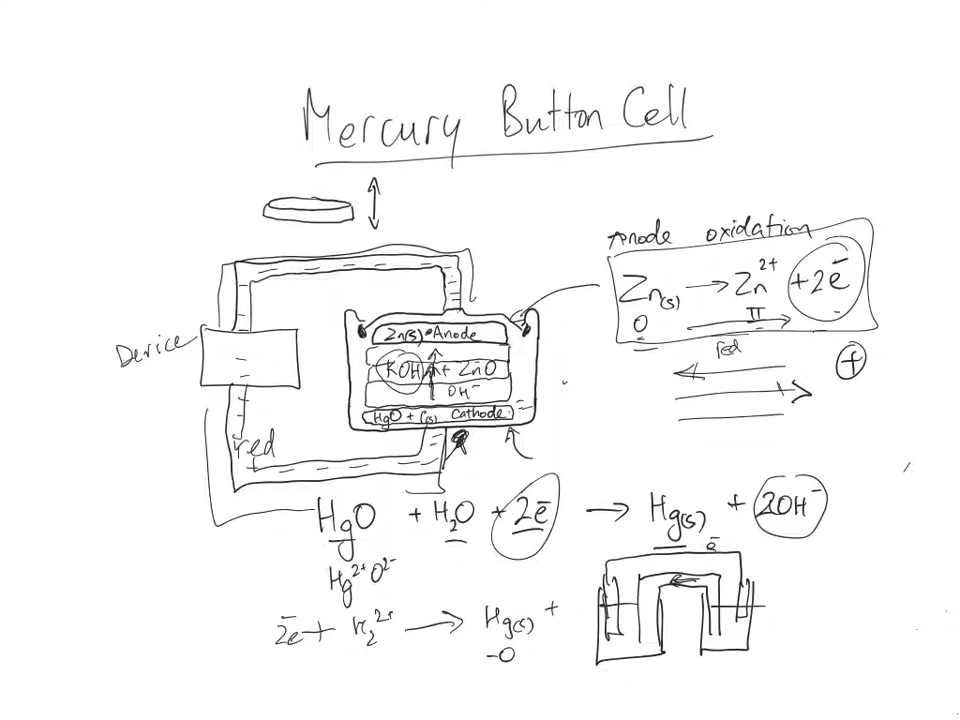 Mercury Button Cell
Anode oxidation
Zn(s) → Zn²⁺ + 2e⁻
0 II
red
+
Device
Zn(s) Anode
KOH + ZnO
OH⁻
HgO + C(s) Cathode
red
HgO + H₂O + 2e⁻ → Hg(s) + 2OH⁻
Hg²⁺O²⁻
e⁻
2e⁻ + 2+ → Hg(s) +
-0